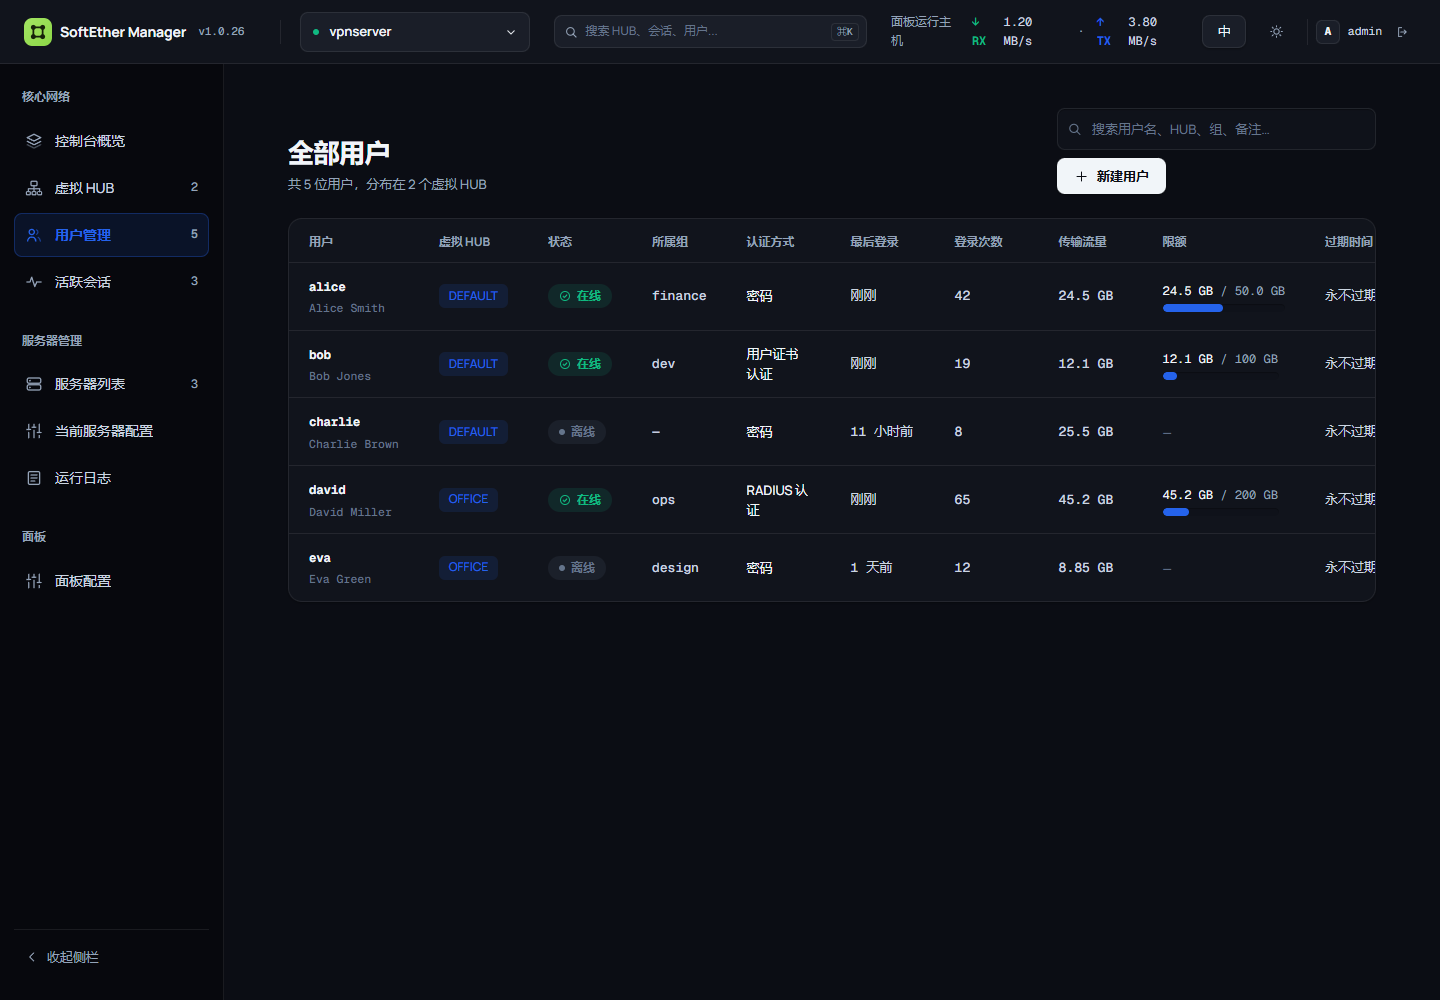 SoftEther Manager v1.0.26
vpnserver
搜索 HUB、会话、用户...
⌘K
面板运行主机
↓ RX 1.20 MB/s
·
↑ TX 3.80 MB/s
中
A admin
核心网络
控制台概览
虚拟 HUB 2
用户管理 5
活跃会话 3
服务器管理
服务器列表 3
当前服务器配置
运行日志
面板
面板配置
收起侧栏
全部用户
共 5 位用户，分布在 2 个虚拟 HUB
搜索用户名、HUB、组、备注...
新建用户
用户 虚拟 HUB 状态 所属组 认证方式 最后登录 登录次数 传输流量 限额 过期时间
alice DEFAULT 在线 finance 密码 刚刚 42 24.5 GB 24.5 GB / 50.0 GB 永不过期
Alice Smith
bob DEFAULT 在线 dev 用户证书认证 刚刚 19 12.1 GB 12.1 GB / 100 GB 永不过期
Bob Jones
charlie DEFAULT 离线 — 密码 11 小时前 8 25.5 GB — 永不过期
Charlie Brown
david OFFICE 在线 ops RADIUS 认证 刚刚 65 45.2 GB 45.2 GB / 200 GB 永不过期
David Miller
eva OFFICE 离线 design 密码 1 天前 12 8.85 GB — 永不过期
Eva Green